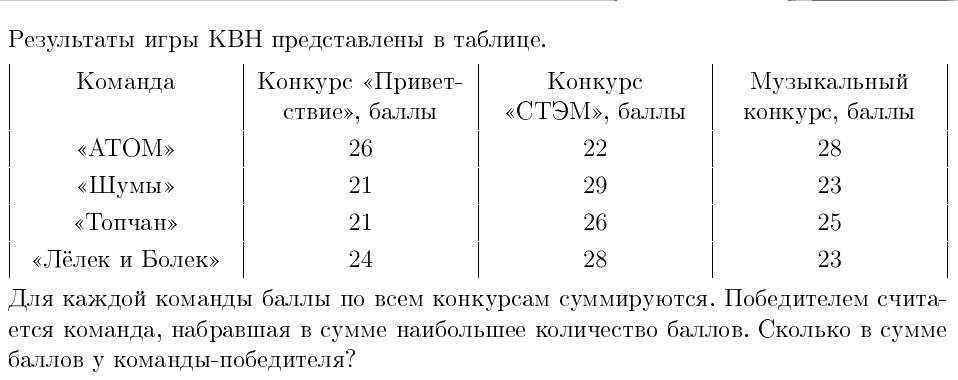 Результаты игры КВН представлены в таблице.
Команда Конкурс «Привет- Конкурс Музыкальный
ствие», баллы «СТЭМ», баллы конкурс, баллы
«АТОМ» 26 22 28
«Шумы» 21 29 23
«Топчан» 21 26 25
«Лёлек и Болек» 24 28 23
Для каждой команды баллы по всем конкурсам суммируются. Победителем счита-
ется команда, набравшая в сумме наибольшее количество баллов. Сколько в сумме
баллов у команды-победителя?